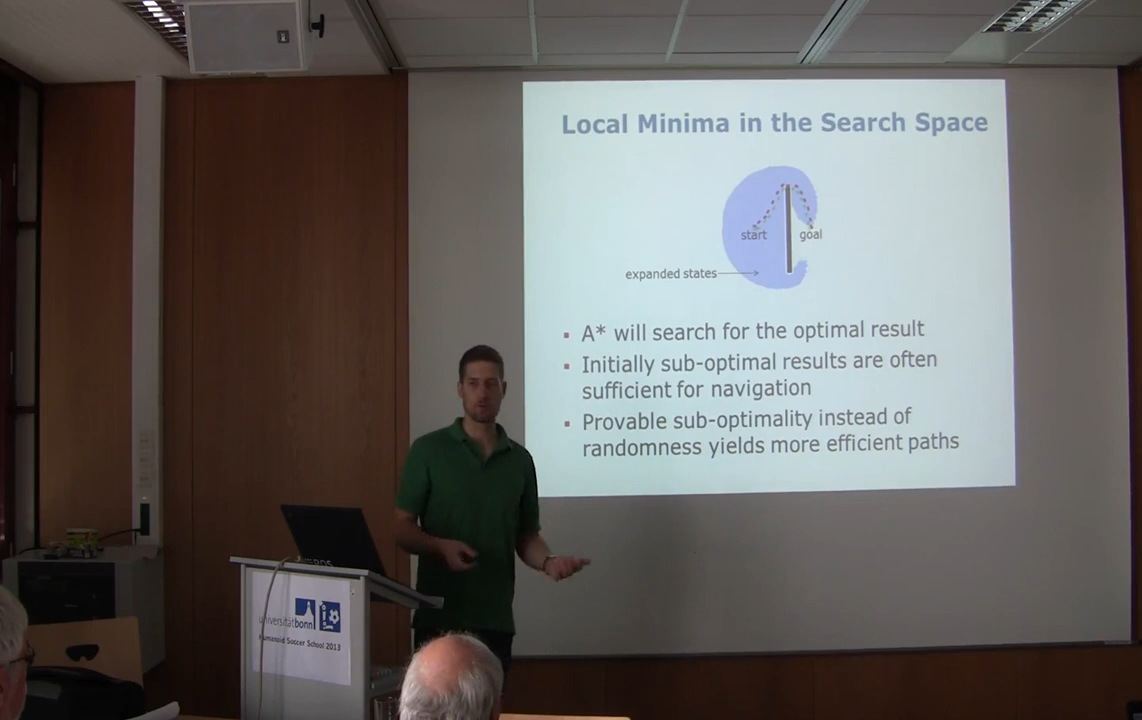 Local Minima in the Search Space
start goal
expanded states
A* will search for the optimal result
Initially sub-optimal results are often
sufficient for navigation
Provable sub-optimality instead of
randomness yields more efficient paths
universitätbonn
Humanoid Soccer School 2013